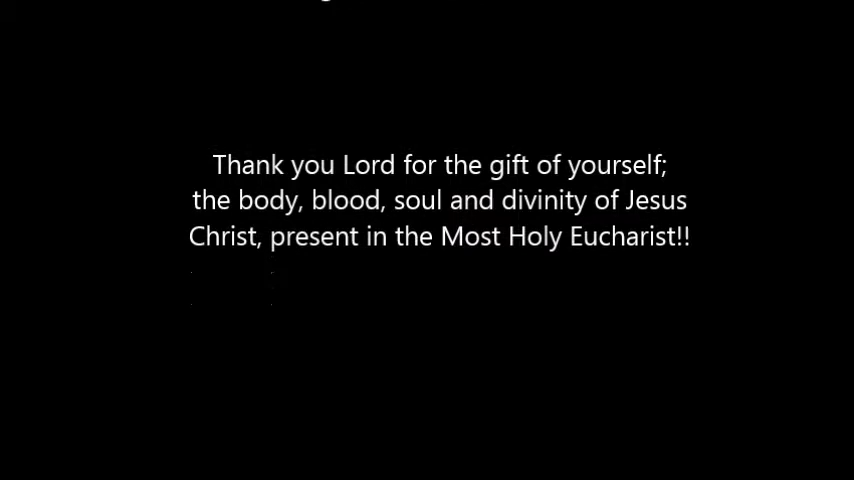 Thank you Lord for the gift of yourself;
the body, blood, soul and divinity of Jesus
Christ, present in the Most Holy Eucharist!!